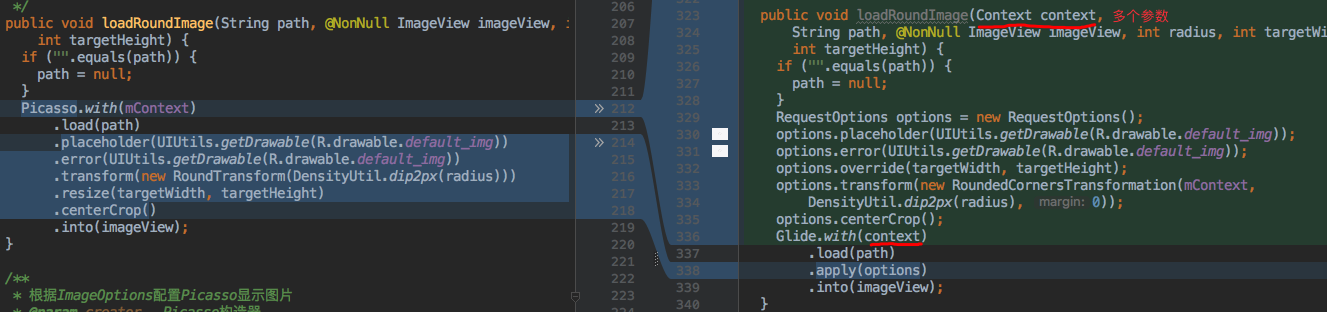 */
public void loadRoundImage(String path, @NonNull ImageView imageView, i
int targetHeight) {
if ("".equals(path)) {
path = null;
}
Picasso.with(mContext)
.load(path)
.placeholder(UIUtils.getDrawable(R.drawable.default_img))
.error(UIUtils.getDrawable(R.drawable.default_img))
.transform(new RoundTransform(DensityUtil.dip2px(radius)))
.resize(targetWidth, targetHeight)
.centerCrop()
.into(imageView);
}
/**
* 根据ImageOptions配置Picasso显示图片
* @param creator Picasso构造器
206
207
208
209
210
211
» 212
213
» 214
215
216
217
218
219
220
221
222
223
224
323
324
325
326
327
328
329
330
331
332
333
334
335
336
337
338
339
340
public void loadRoundImage(Context context, 多个参数
String path, @NonNull ImageView imageView, int radius, int targetWi
int targetHeight) {
if ("".equals(path)) {
path = null;
}
RequestOptions options = new RequestOptions();
options.placeholder(UIUtils.getDrawable(R.drawable.default_img));
options.error(UIUtils.getDrawable(R.drawable.default_img));
options.override(targetWidth, targetHeight);
options.transform(new RoundedCornersTransformation(mContext,
DensityUtil.dip2px(radius), margin: 0));
options.centerCrop();
Glide.with(context)
.load(path)
.apply(options)
.into(imageView);
}